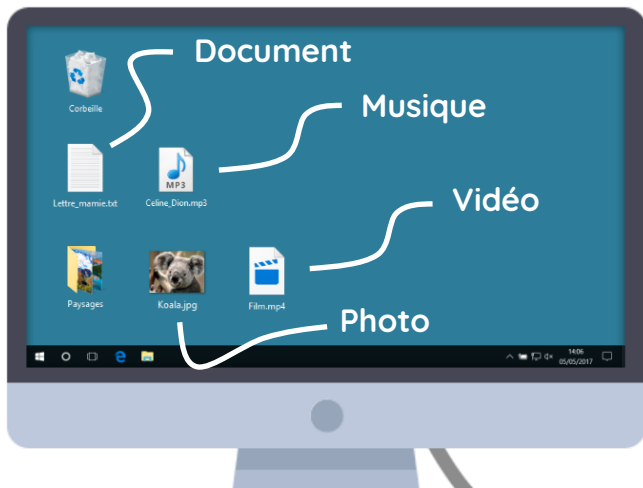 Document
Corbeille
Musique
MP3
Lettre_mamie.txt
Celine_Dion.mp3
Vidéo
Paysages
Koala.jpg
Film.mp4
Photo
14:06
05/05/2017